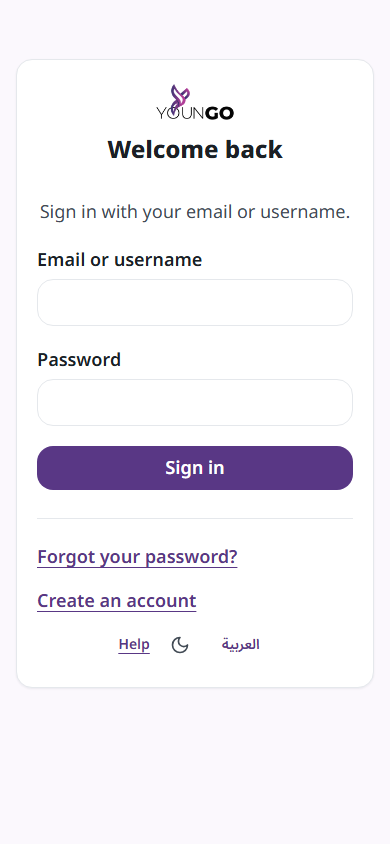 YOUNGO
Welcome back
Sign in with your email or username.
Email or username
Password
Sign in
Forgot your password?
Create an account
Help العربية